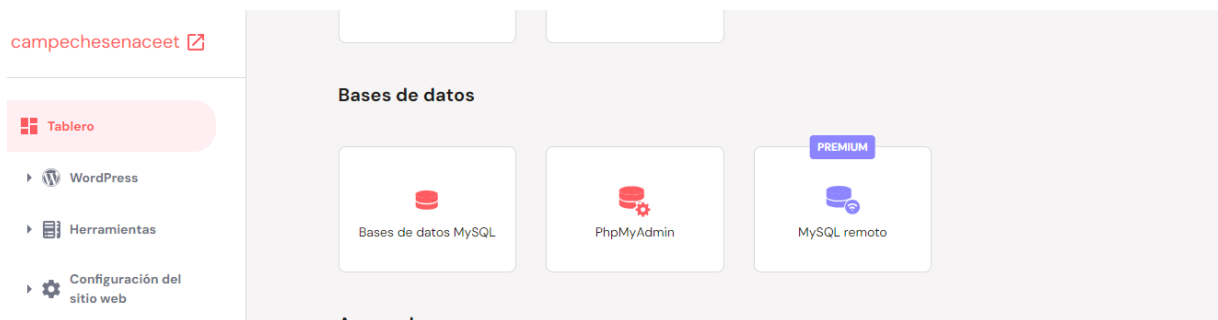 campechesenaceet
Bases de datos
Tablero
PREMIUM
WordPress
Herramientas
Bases de datos MySQL
PhpMyAdmin
MySQL remoto
Configuración del
sitio web